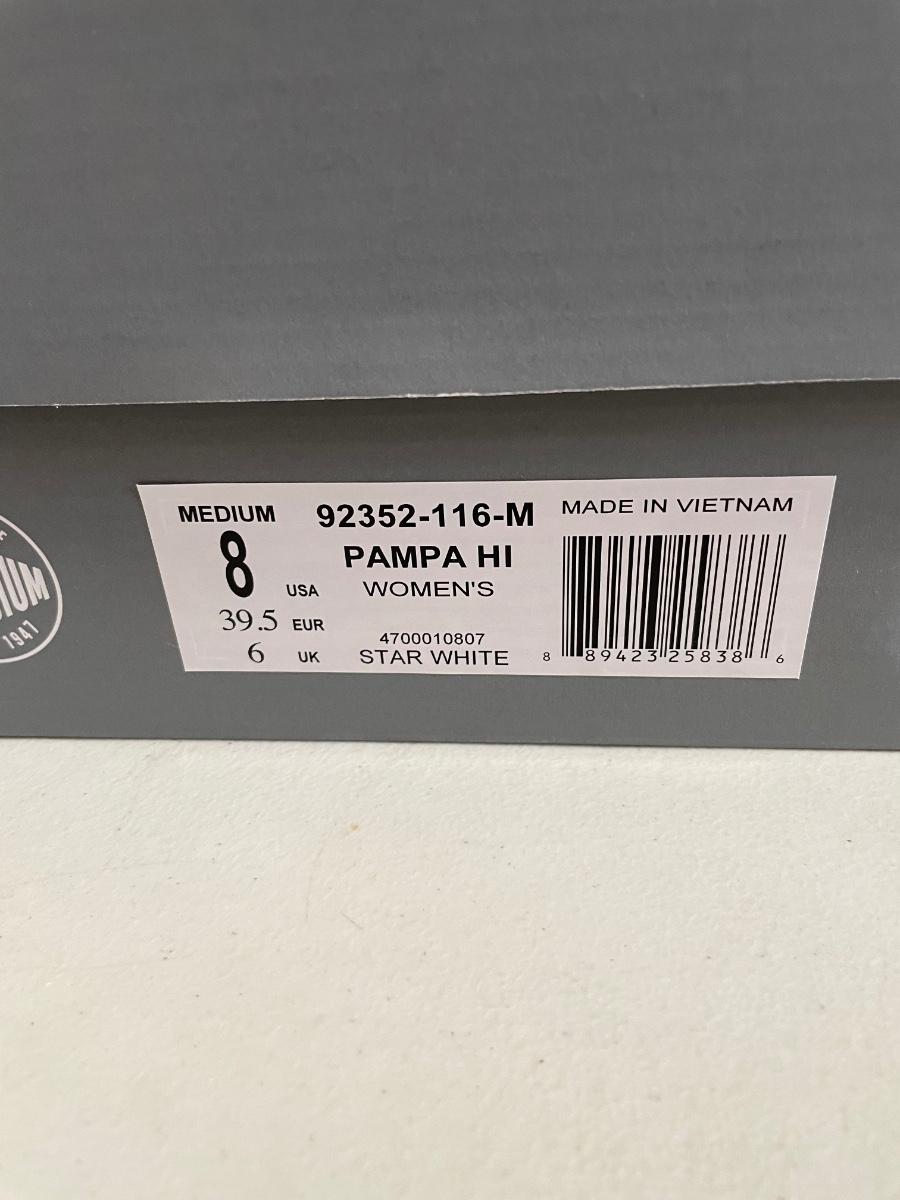 MEDIUM
8 USA
39.5 EUR
6 UK
92352-116-M
PAMPA HI
WOMEN'S
4700010807
STAR WHITE
MADE IN VIETNAM
8 89423 25838 6
1947